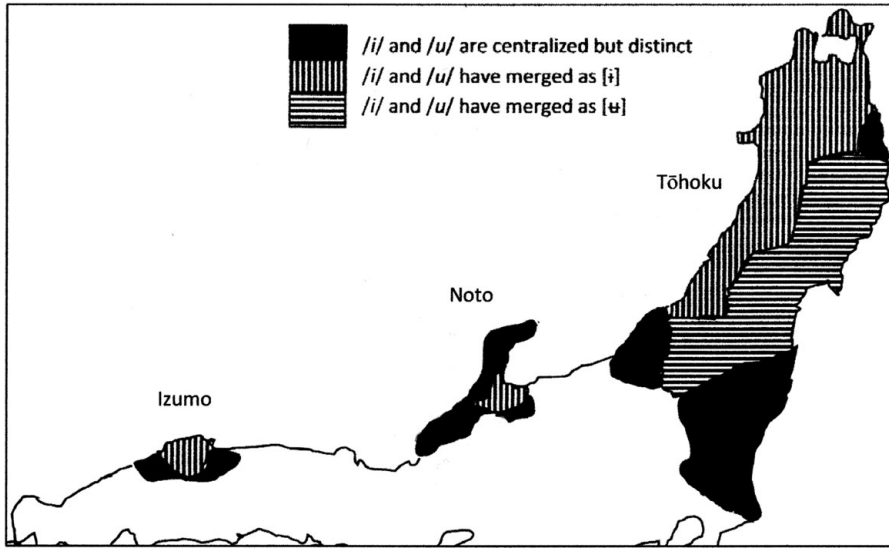 /i/ and /u/ are centralized but distinct
/i/ and /u/ have merged as [ɨ]
/i/ and /u/ have merged as [ʉ]
Tōhoku
Noto
Izumo